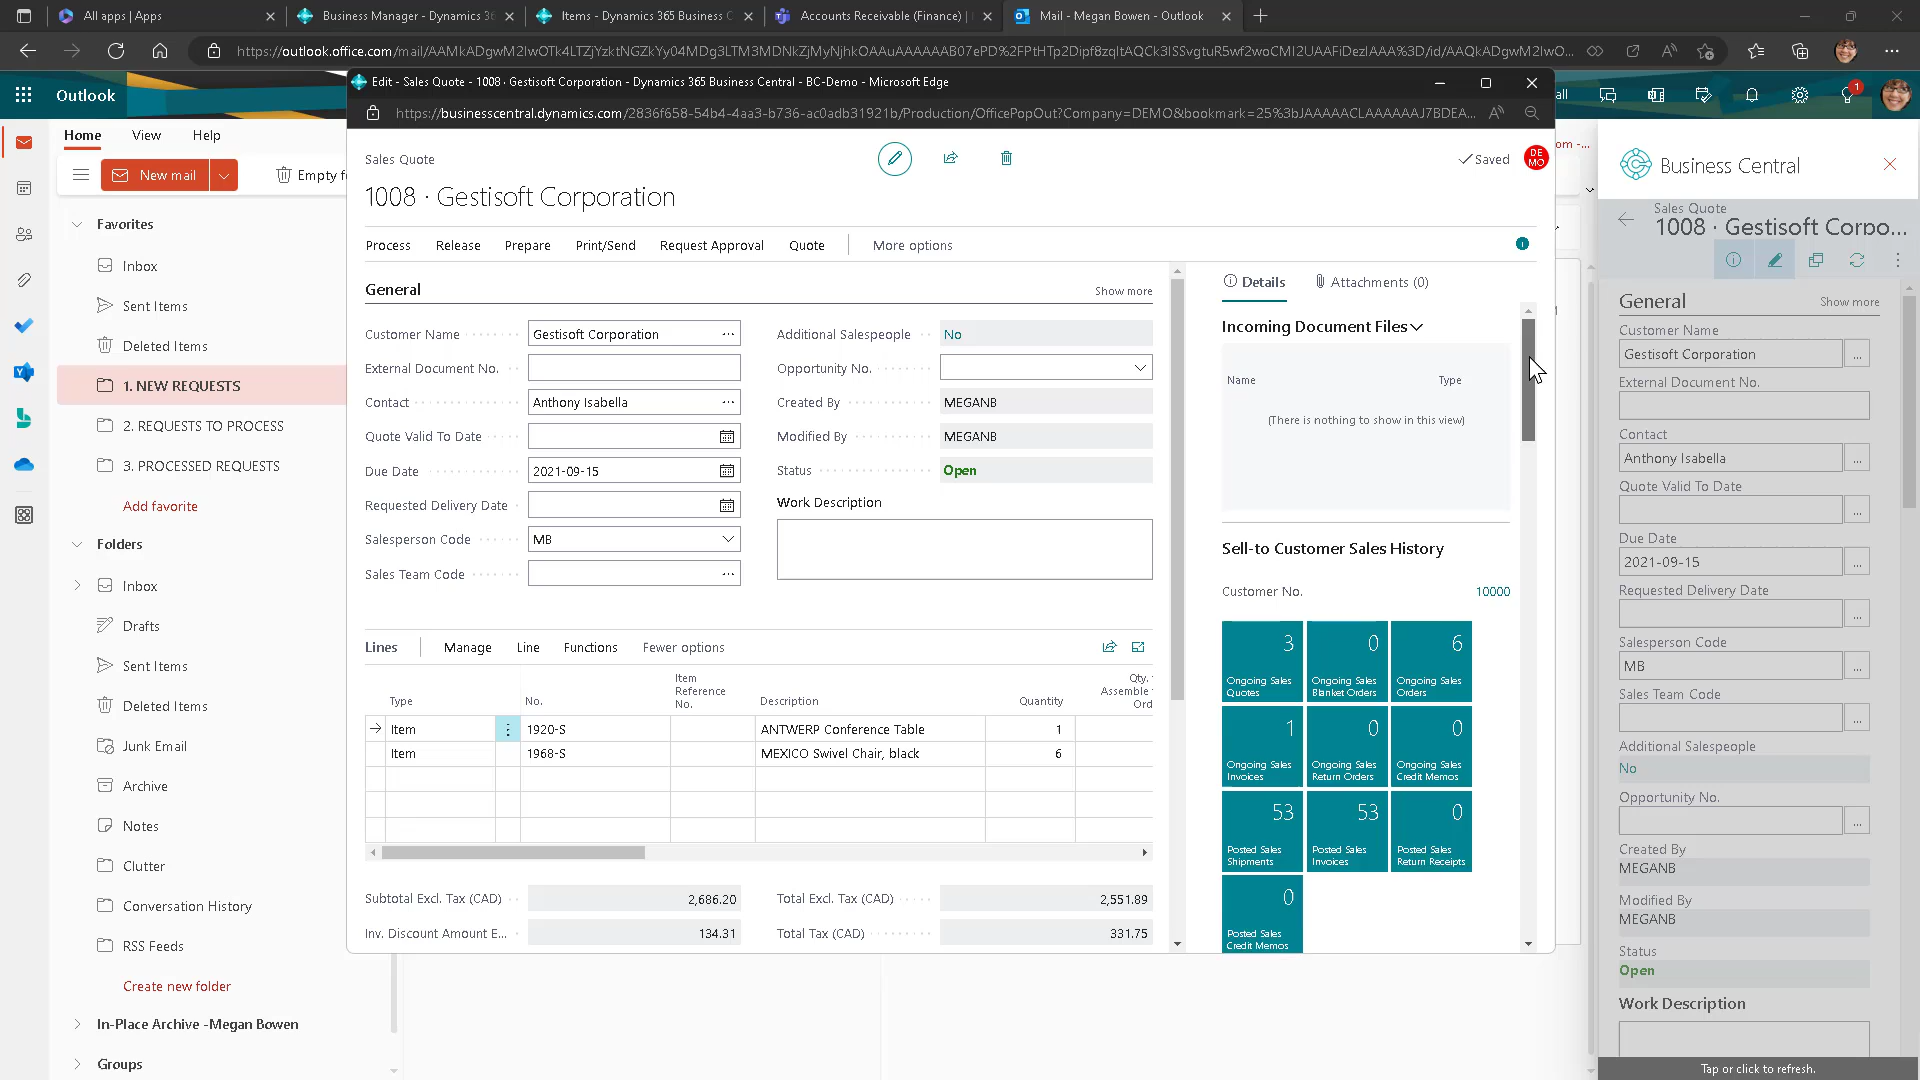 All apps | Apps
Business Manager - Dynamics 36
Items - Dynamics 365 Business C
Accounts Receivable (Finance) |
Mail - Megan Bowen - Outlook
Outlook
Home
View
Help
New mail
Empty f
Favorites
Inbox
Sent Items
Deleted Items
1. NEW REQUESTS
2. REQUESTS TO PROCESS
3. PROCESSED REQUESTS
Add favorite
Folders
Inbox
Drafts
Sent Items
Deleted Items
Junk Email
Archive
Notes
Clutter
Conversation History
RSS Feeds
Create new folder
In-Place Archive -Megan Bowen
Groups
Edit - Sales Quote - 1008 · Gestisoft Corporation - Dynamics 365 Business Central - BC-Demo - Microsoft Edge
https://businesscentral.dynamics.com/2836f658-54b4-4aa3-b736-ac0adb31921b/Production/OfficePopOut?Company=DEMO&bookmark=25%3bJAAAAACLAAAAAAJ7BDEA...
Sales Quote
Saved
DE
MO
1008 · Gestisoft Corporation
Process
Release
Prepare
Print/Send
Request Approval
Quote
More options
General
Show more
Customer Name
Gestisoft Corporation
External Document No.
Contact
Anthony Isabella
Quote Valid To Date
Due Date
2021-09-15
Requested Delivery Date
Salesperson Code
MB
Sales Team Code
Additional Salespeople
No
Opportunity No.
Created By
MEGANB
Modified By
MEGANB
Status
Open
Work Description
Lines
Manage
Line
Functions
Fewer options
Type
No.
Item
Reference
No.
Description
Quantity
Qty.
Assemble
Ord
Item
1920-S
ANTWERP Conference Table
1
Item
1968-S
MEXICO Swivel Chair, black
6
Subtotal Excl. Tax (CAD)
2,686.20
Total Excl. Tax (CAD)
2,551.89
Inv. Discount Amount E...
134.31
Total Tax (CAD)
331.75
Details
Attachments (0)
Incoming Document Files
Name
Type
(There is nothing to show in this view)
Sell-to Customer Sales History
Customer No.
10000
3
Ongoing Sales
Quotes
0
Ongoing Sales
Blanket Orders
6
Ongoing Sales
Orders
1
Ongoing Sales
Invoices
0
Ongoing Sales
Return Orders
0
Ongoing Sales
Credit Memos
53
Posted Sales
Shipments
53
Posted Sales
Invoices
0
Posted Sales
Return Receipts
0
Posted Sales
Credit Memos
all
1
om -...
Business Central
Sales Quote
1008 · Gestisoft Corpo...
General
Show more
Customer Name
Gestisoft Corporation
External Document No.
Contact
Anthony Isabella
Quote Valid To Date
Due Date
2021-09-15
Requested Delivery Date
Salesperson Code
MB
Sales Team Code
Additional Salespeople
No
Opportunity No.
Created By
MEGANB
Modified By
MEGANB
Status
Open
Work Description
Tap or click to refresh.